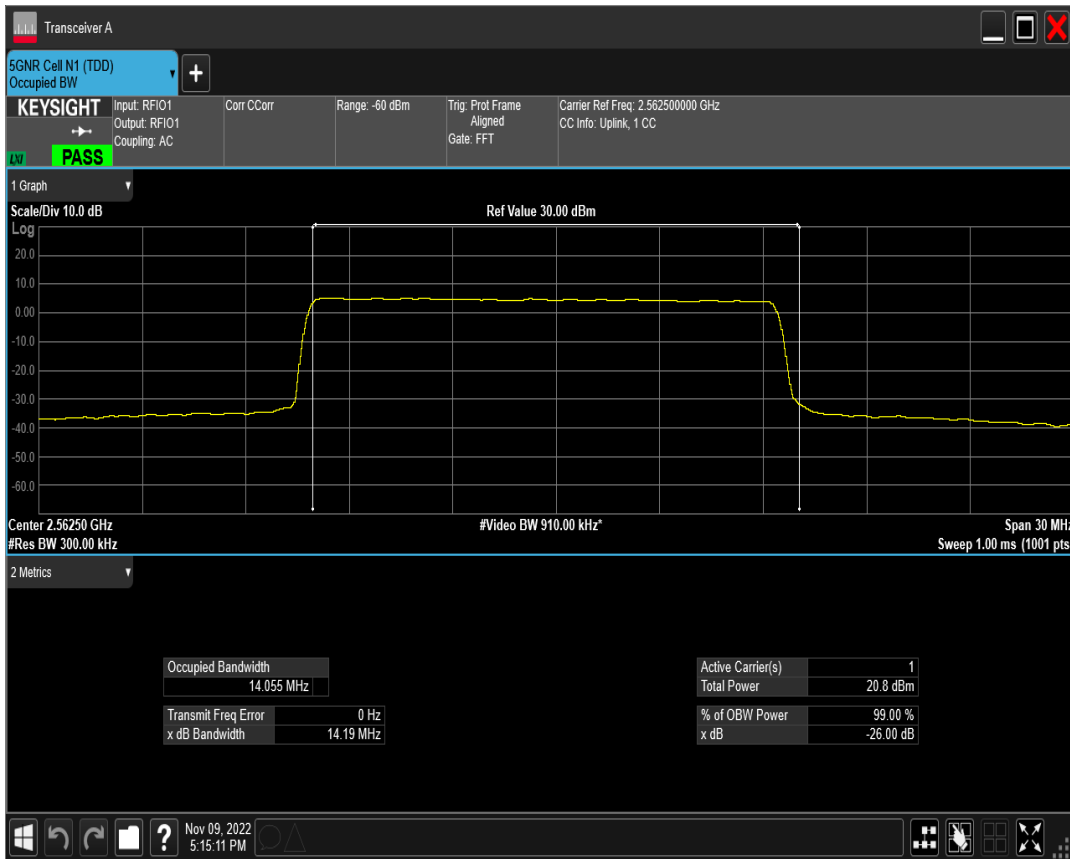 Transceiver A
5GNR Cell N1 (TDD)
Occupied BW
KEYSIGHT
LXI
PASS
Input: RFIO1
Output: RFIO1
Coupling: AC
Corr CCorr
Range: -60 dBm
Trig: Prot Frame
Aligned
Gate: FFT
Carrier Ref Freq: 2.562500000 GHz
CC Info: Uplink, 1 CC
1 Graph
Scale/Div 10.0 dB
Ref Value 30.00 dBm
Log
20.0
10.0
0.00
-10.0
-20.0
-30.0
-40.0
-50.0
-60.0
Center 2.56250 GHz
#Video BW 910.00 kHz*
Span 30 MHz
#Res BW 300.00 kHz
Sweep 1.00 ms (1001 pts
2 Metrics
Occupied Bandwidth
14.055 MHz
Transmit Freq Error 0 Hz
x dB Bandwidth 14.19 MHz
Active Carrier(s) 1
Total Power 20.8 dBm
% of OBW Power 99.00 %
x dB -26.00 dB
?
Nov 09, 2022
5:15:11 PM